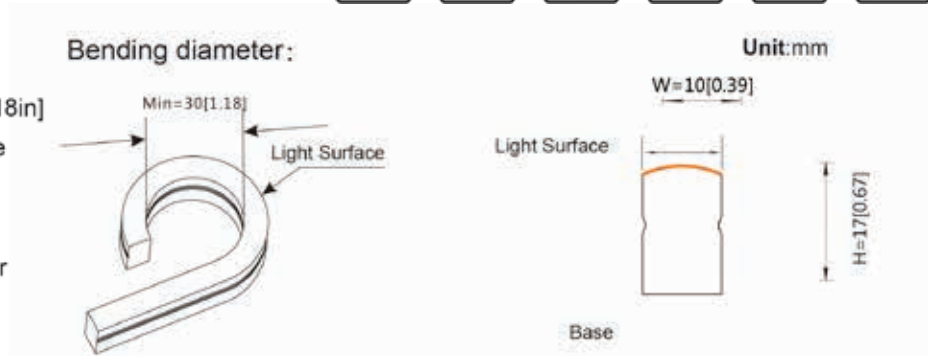 Bending diameter:
Unit:mm
8in]
Min=30[1.18]
W=10[0.39]
e
Light Surface
Light Surface
H=17[0.67]
r
Base